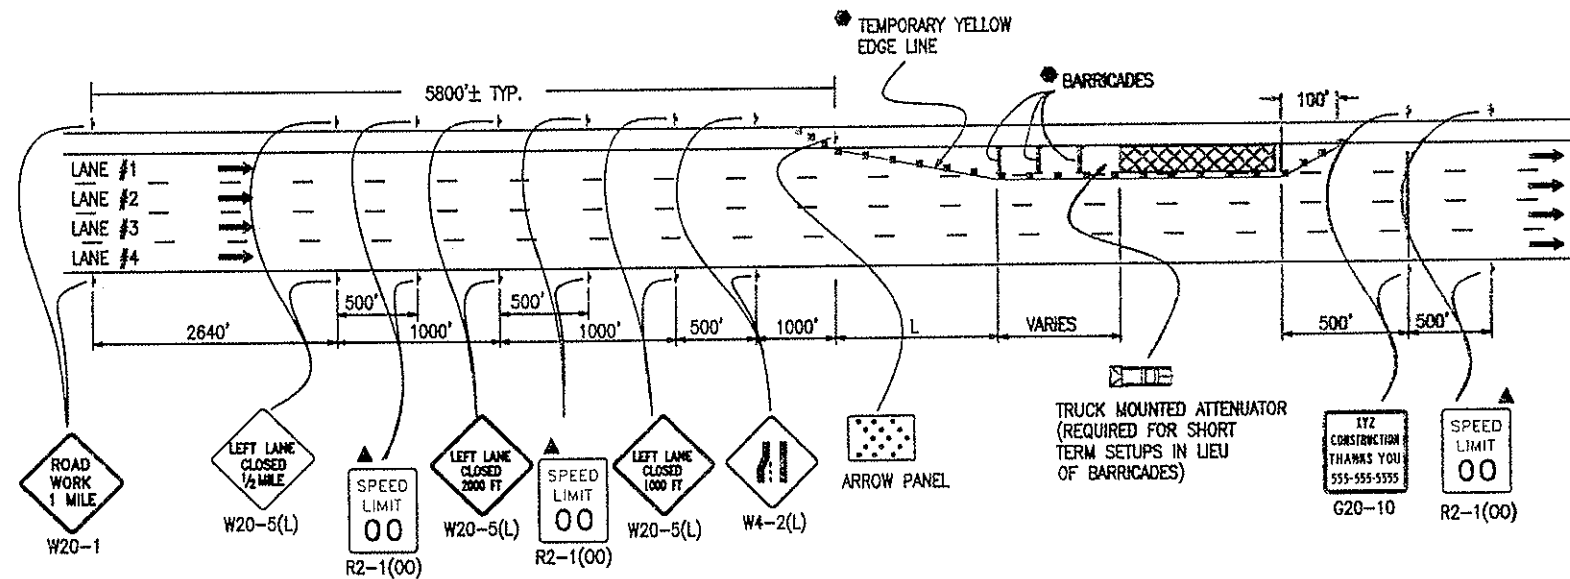 TEMPORARY YELLOW
EDGE LINE
BARRICADES
5800'± TYP.
100'
LANE #1
LANE #2
LANE #3
LANE #4
500'
500'
2640'
1000'
1000'
500'
1000'
L
VARIES
500'
500'
ROAD
WORK
1 MILE
W20-1
LEFT LANE
CLOSED
1/2 MILE
W20-5(L)
SPEED
LIMIT
00
R2-1(00)
LEFT LANE
CLOSED
2000 FT
W20-5(L)
SPEED
LIMIT
00
R2-1(00)
LEFT LANE
CLOSED
1000 FT
W20-5(L)
W4-2(L)
ARROW PANEL
TRUCK MOUNTED ATTENUATOR
(REQUIRED FOR SHORT
TERM SETUPS IN LIEU
OF BARRICADES)
XYZ
CONSTRUCTION
THANKS YOU
555-555-5555
G20-10
SPEED
LIMIT
00
R2-1(00)